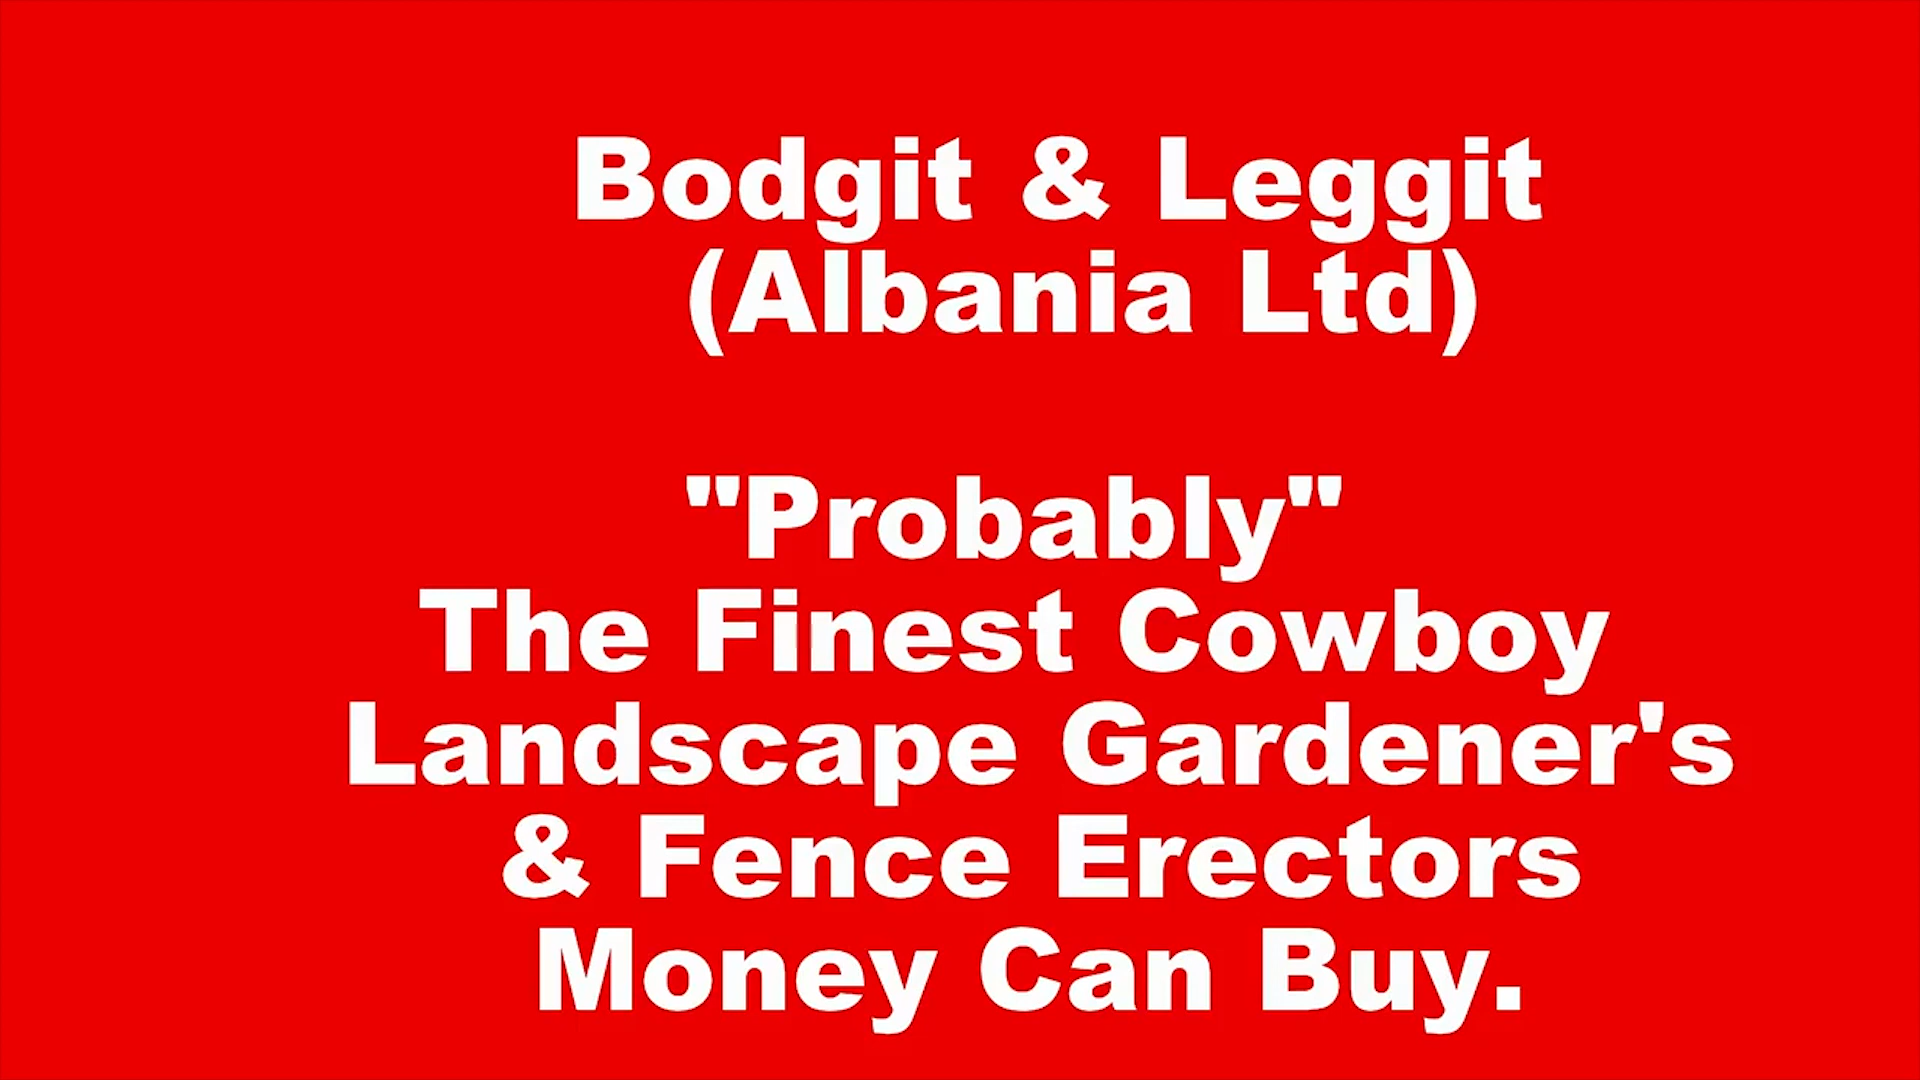 Bodgit & Leggit
(Albania Ltd)
"Probably"
The Finest Cowboy
Landscape Gardener's
& Fence Erectors
Money Can Buy.